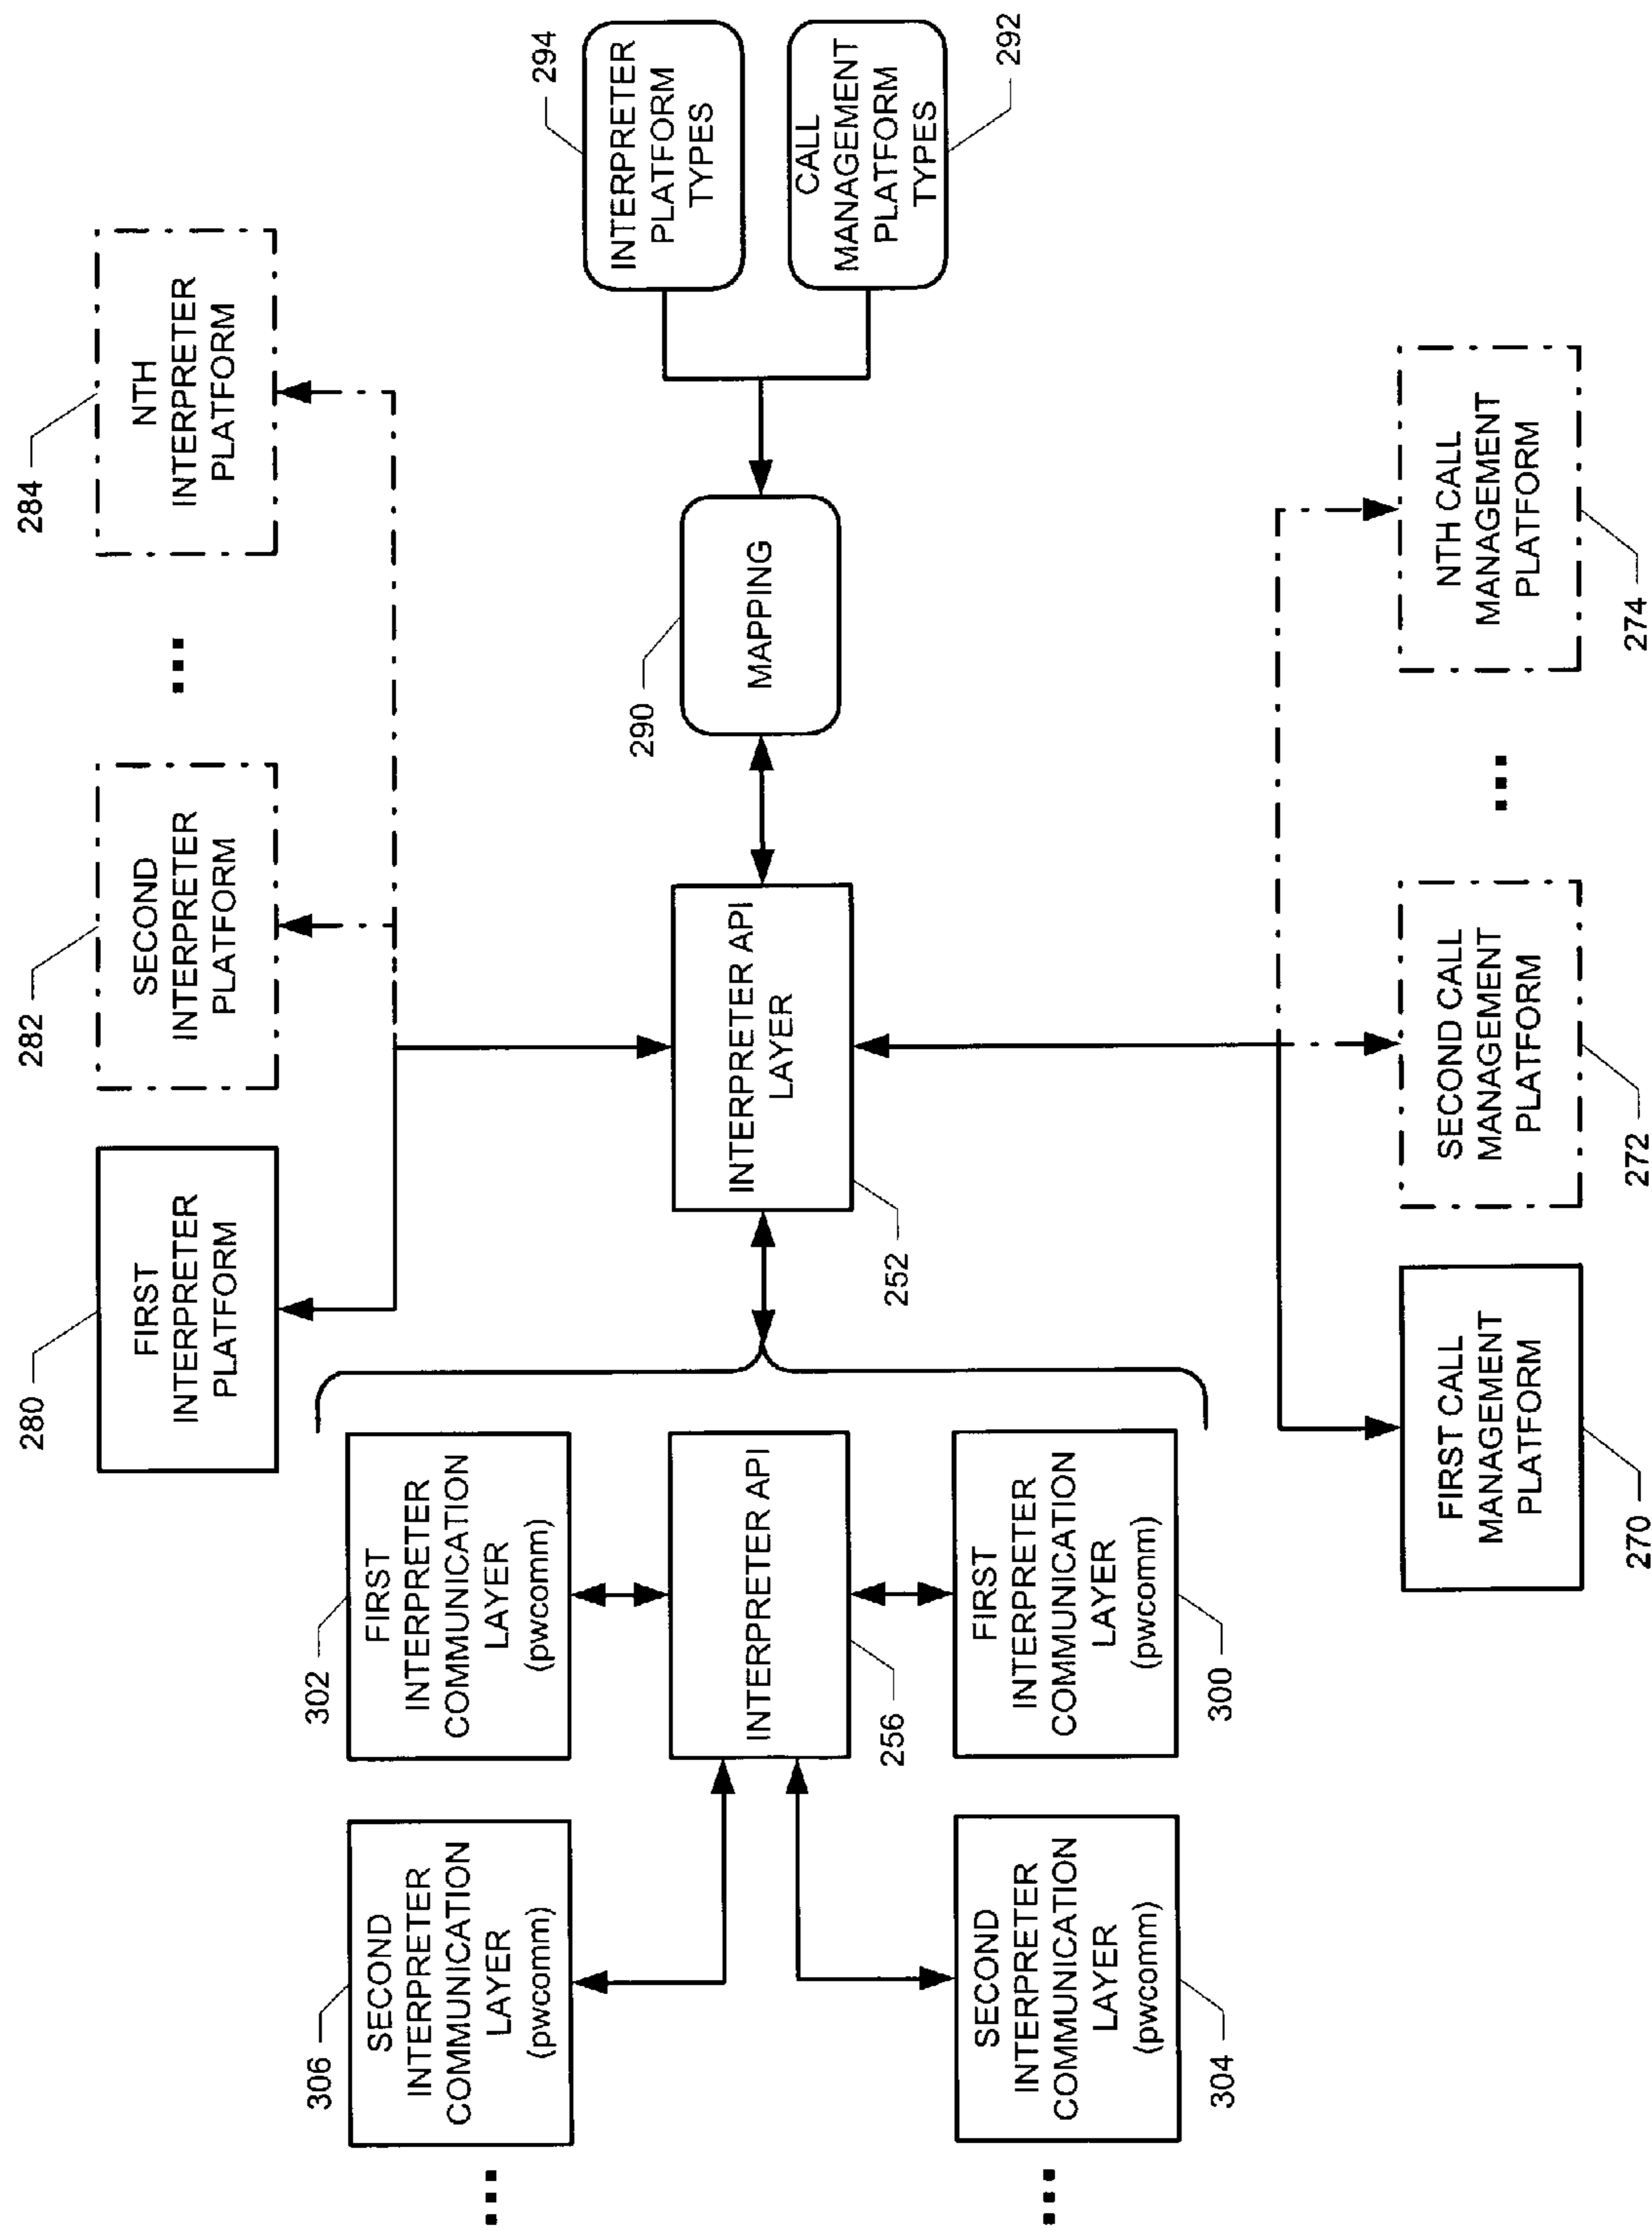 280
FIRST
INTERPRETER
PLATFORM
282
SECOND
INTERPRETER
PLATFORM
...
284
NTH
INTERPRETER
PLATFORM
294
INTERPRETER
PLATFORM
TYPES
CALL
MANAGEMENT
PLATFORM
TYPES
292
290
MAPPING
INTERPRETER API
LAYER
252
302
FIRST
INTERPRETER
COMMUNICATION
LAYER
(pwcomm)
306
SECOND
INTERPRETER
COMMUNICATION
LAYER
(pwcomm)
...
INTERPRETER API
256
FIRST
INTERPRETER
COMMUNICATION
LAYER
(pwcomm)
300
SECOND
INTERPRETER
COMMUNICATION
LAYER
(pwcomm)
304
...
FIRST CALL
MANAGEMENT
PLATFORM
270
SECOND CALL
MANAGEMENT
PLATFORM
272
...
NTH CALL
MANAGEMENT
PLATFORM
274